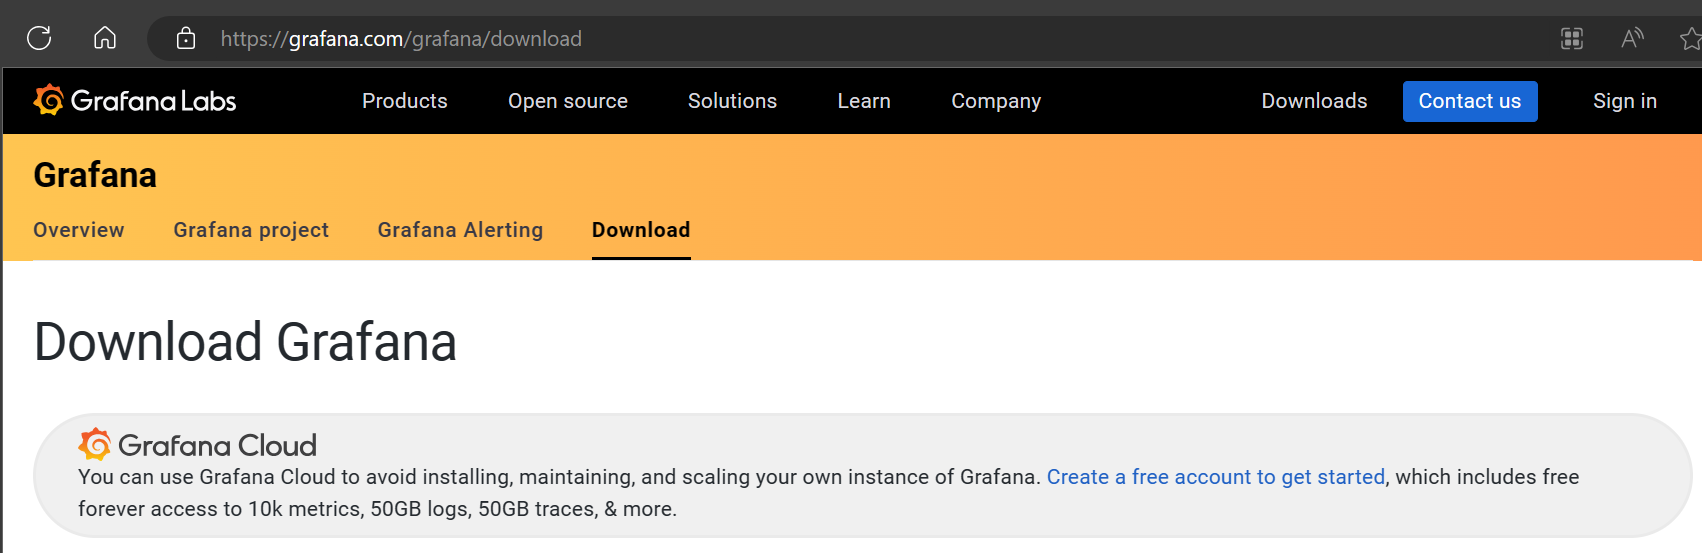 https://grafana.com/grafana/download
Grafana Labs Products Open source Solutions Learn Company Downloads Contact us Sign in
Grafana
Overview Grafana project Grafana Alerting Download
Download Grafana
Grafana Cloud
You can use Grafana Cloud to avoid installing, maintaining, and scaling your own instance of Grafana. Create a free account to get started, which includes free
forever access to 10k metrics, 50GB logs, 50GB traces, & more.